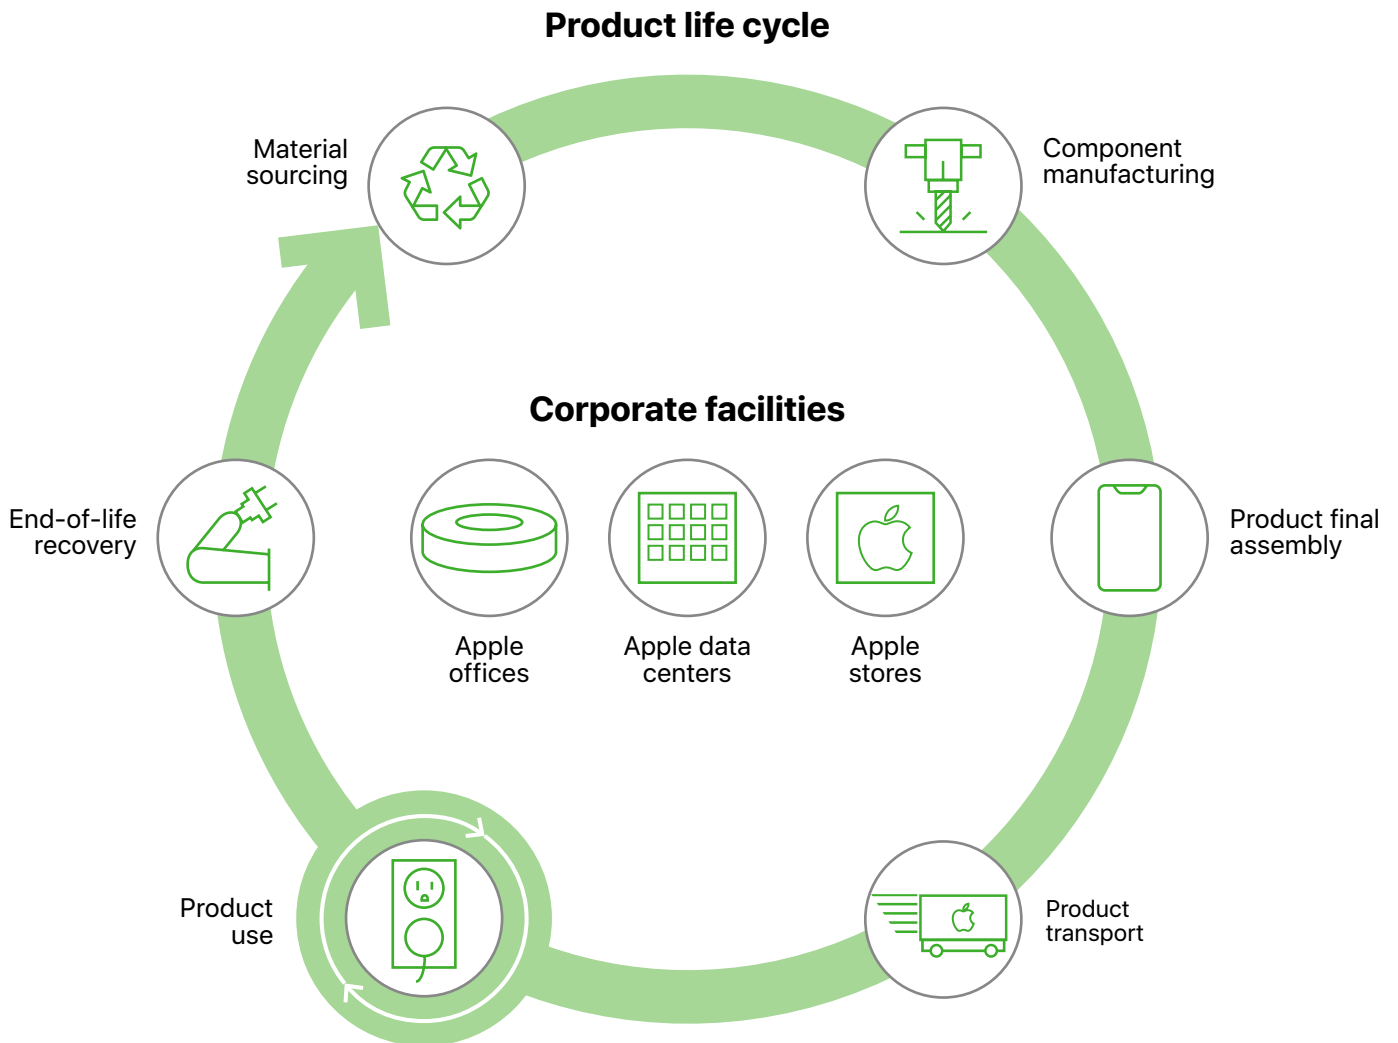 Product life cycle
Material
sourcing
Component
manufacturing
Corporate facilities
End-of-life
recovery
Product final
assembly
Apple
offices
Apple data
centers
Apple
stores
Product
use
Product
transport